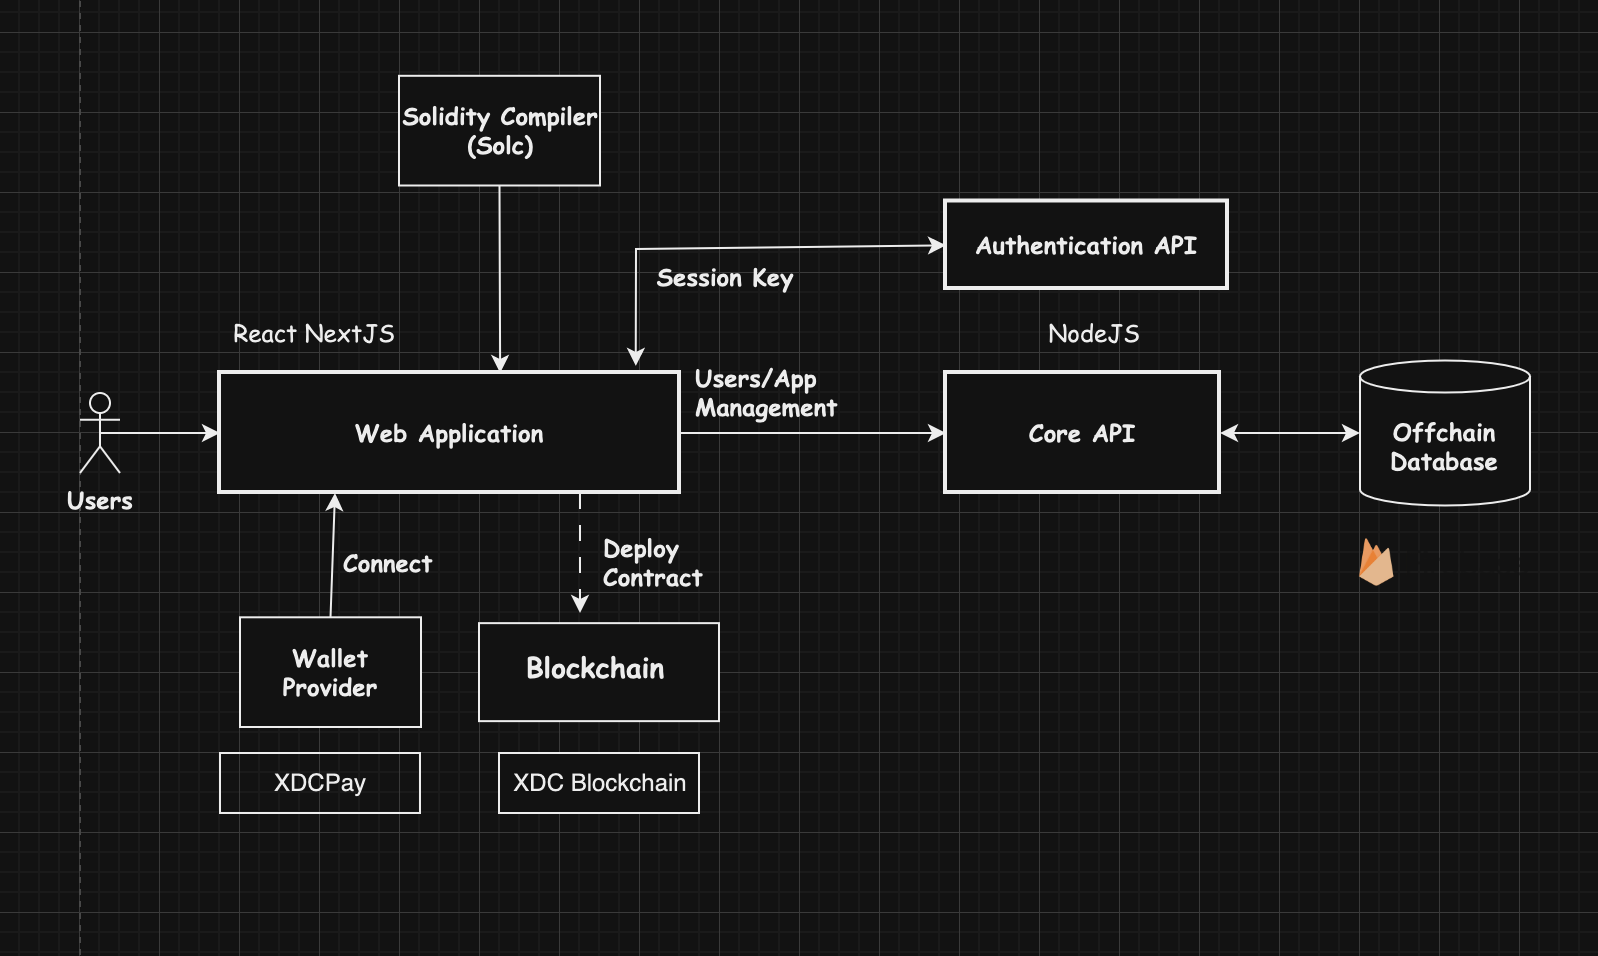 Solidity Compiler
(Solc)
Authentication API
Session Key
React NextJS
NodeJS
Users/App
Management
Web Application
Core API
Offchain
Database
Users
Connect
Deploy
Contract
Wallet
Provider
Blockchain
XDCPay
XDC Blockchain